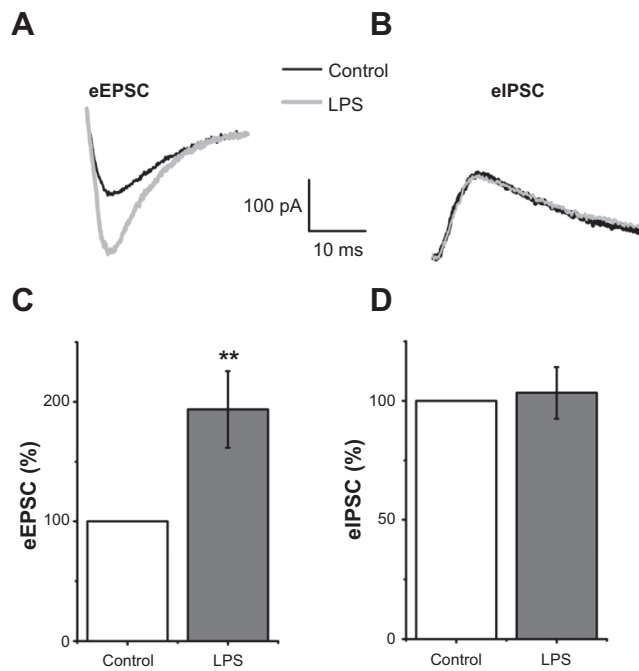 A
B
eEPSC
Control
LPS
eIPSC
100 pA
10 ms
C
D
eEPSC (%)
200
100
0
**
Control
LPS
eIPSC (%)
100
50
0
Control
LPS